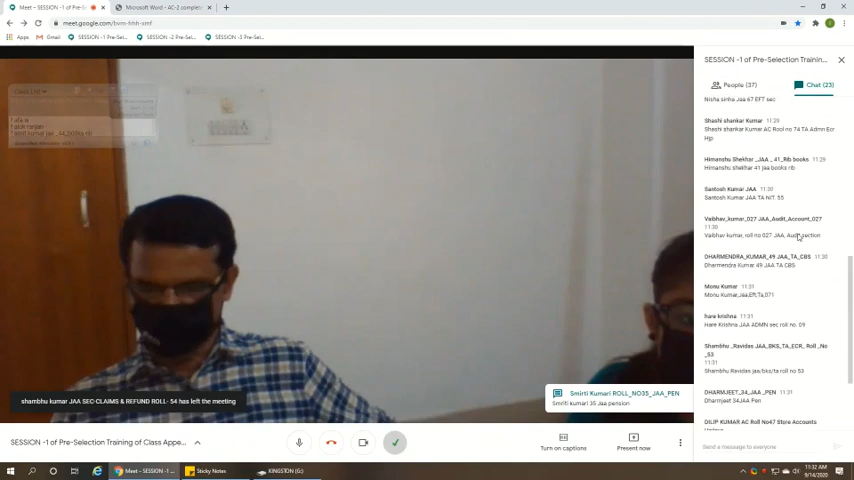 Meet – SESSION -1 of Pre-Sel
Microsoft Word - AC-2 complet
meet.google.com/bvm-hhh-xmf
Apps
Gmail
SESSION -1 Pre-Sel...
SESSION -2 Pre-Sel...
SESSION -3 Pre-Sel...
SESSION -1 of Pre-Selection Trainin...
People (37)
Chat (23)
Nisha sinha Jaa 67 EFT sec
Shashi shankar Kumar 11:29
Shashi shankar Kumar AC Rool no 74 TA Admn Ecr
Hjp
Himanshu Shekhar _JAA _ 41_Rib books 11:29
Himanshu shekhar 41 jaa books rib
Santosh Kumar JAA 11:30
Santosh Kumar JAA TA NIT. 55
Vaibhav_kumar_027 JAA_Audit_Account_027
11:30
Vaibhav kumar, roll no 027 JAA, Audit section
DHARMENDRA_KUMAR_49 JAA_TA_CBS 11:30
Dharmendra Kumar 49 JAA TA CBS
Monu Kumar 11:31
Monu Kumar,Jaa,Eft,Ta,071
hare krishna 11:31
Hare Krishna JAA ADMN sec roll no. 09
Shambhu _Ravidas JAA_BKS_TA_ECR_ Roll _No
_53
11:31
Shambhu Ravidas jaa/bks/ta roll no 53
DHARMJEET_34_JAA _PEN 11:31
Dharmjeet 34JAA Pen
DILIP KUMAR AC Roll No47 Store Accounts
Send a message to everyone
Smirti Kumari ROLL_NO35_JAA_PEN
Smriti kumari 35 Jaa pension
shambhu kumar JAA SEC-CLAIMS & REFUND ROLL- 54 has left the meeting
SESSION -1 of Pre-Selection Training of Class Appe...
Turn on captions
Present now
Meet – SESSION -1 ...
Sticky Notes
KINGSTON (G:)
11:32 AM
9/14/2020